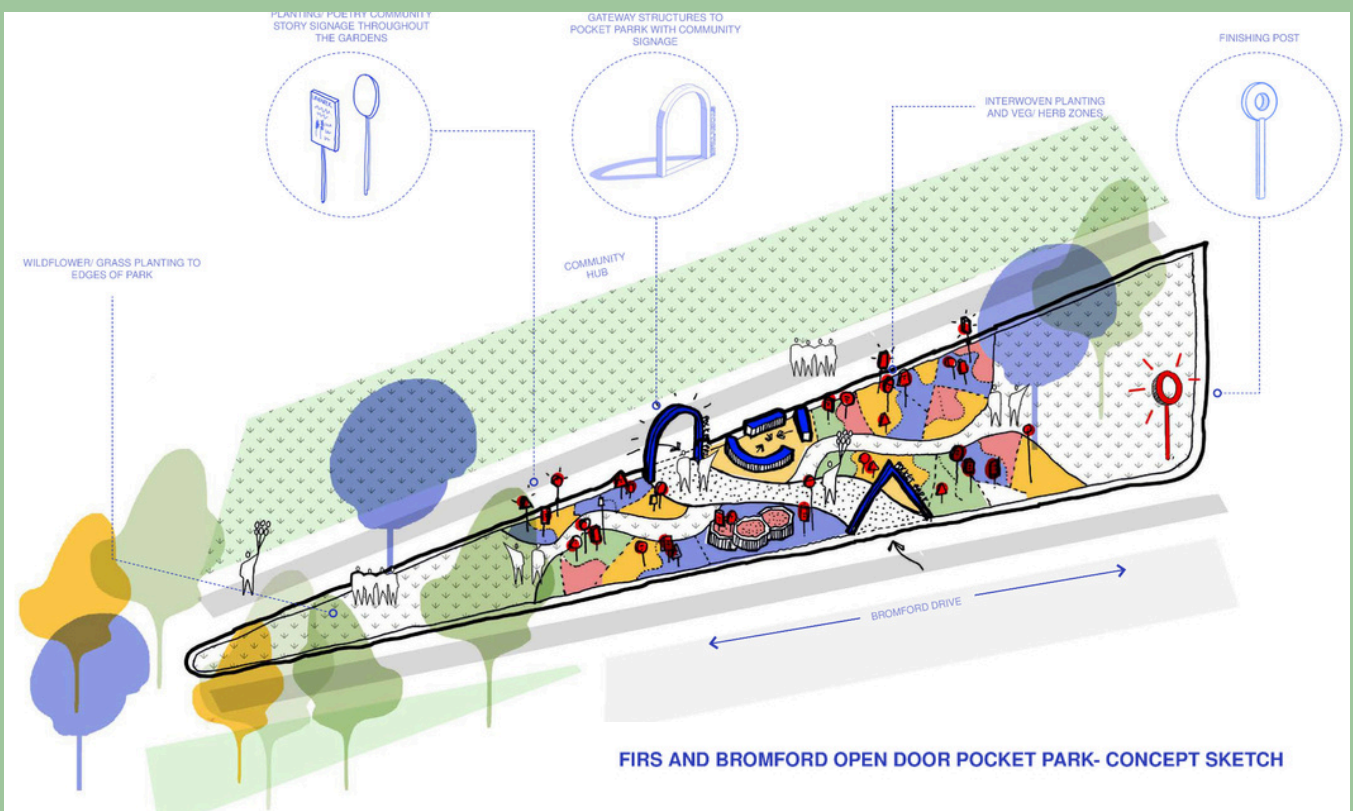 PLANTING/ POETRY COMMUNITY
STORY SIGNAGE THROUGHOUT
THE GARDENS
GATEWAY STRUCTURES TO
POCKET PARRK WITH COMMUNITY
SIGNAGE
FINISHING POST
INTERWOVEN PLANTING
AND VEG/ HERB ZONES
WILDFLOWER/ GRASS PLANTING TO
EDGES OF PARK
COMMUNITY
HUB
BROMFORD DRIVE
FIRS AND BROMFORD OPEN DOOR POCKET PARK- CONCEPT SKETCH